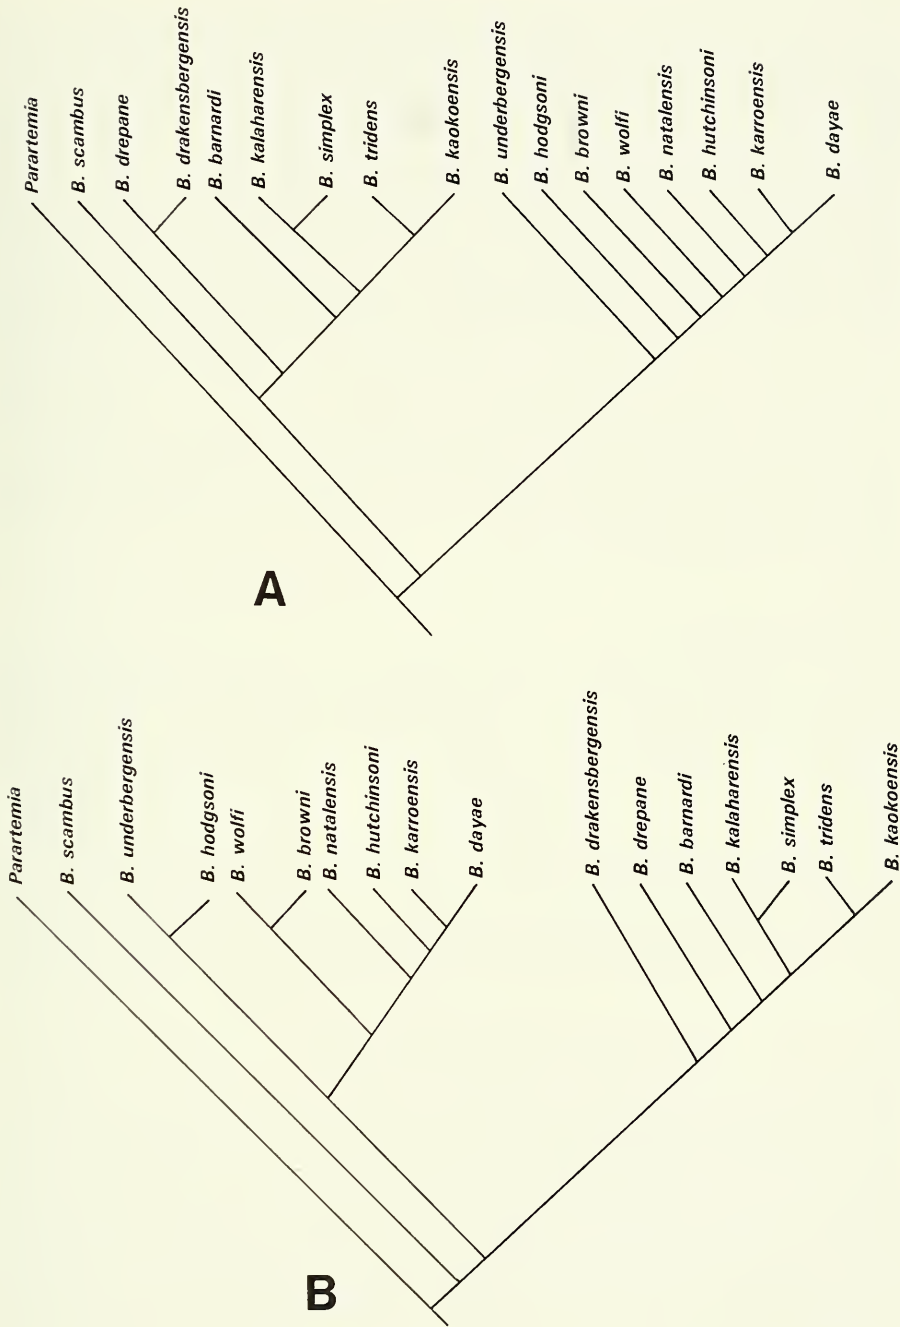 Parartemia
B. scambus
B. drepane
B. drakensbergensis
B. barnardi
B. kalaharensis
B. simplex
B. tridens
B. kaokoensis
B. underbergensis
B. hodgsoni
B. browni
B. wolfi
B. natalensis
B. hutchinsoni
B. karroensis
B. dayae
A
Parartemia
B. scambus
B. underbergensis
B. hodgsoni
B. wolfi
B. browni
B. natalensis
B. hutchinsoni
B. karroensis
B. dayae
B. drakensbergensis
B. drepane
B. barnardi
B. kalaharensis
B. simplex
B. tridens
B. kaokoensis
B